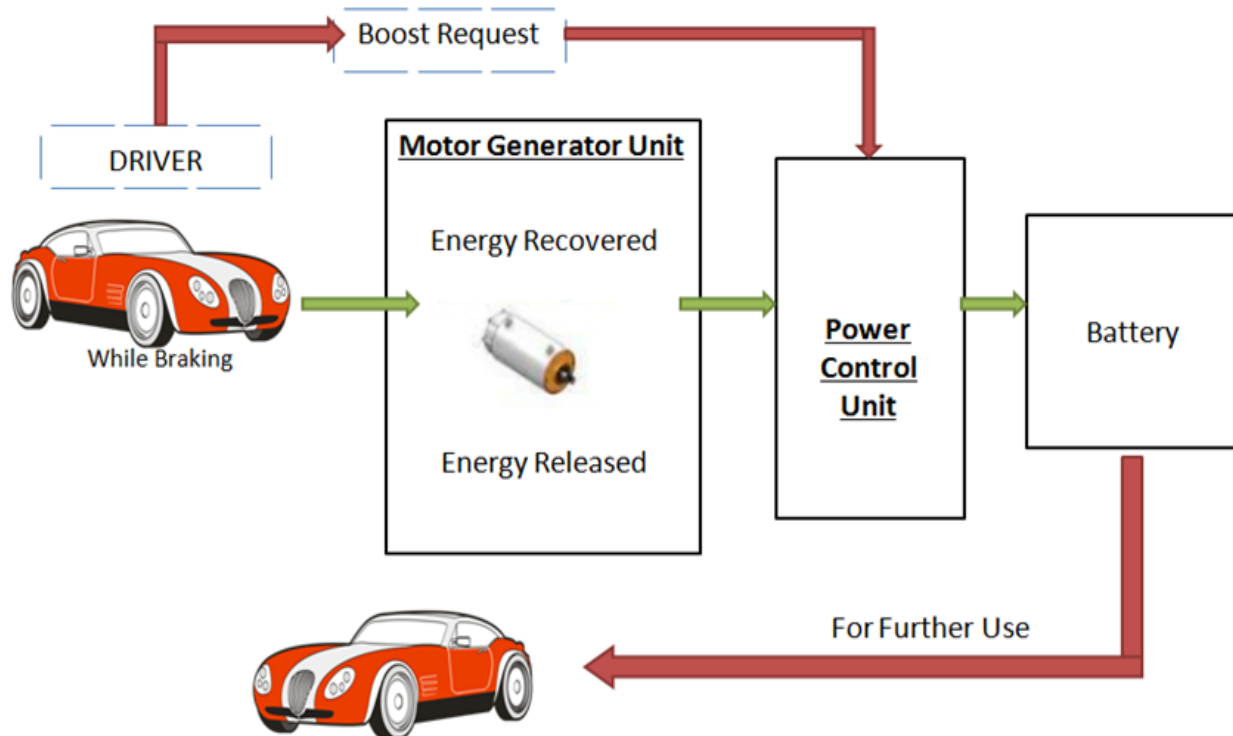 Boost Request
DRIVER
Motor Generator Unit
Energy Recovered
While Braking
Power
Control
Unit
Battery
Energy Released
For Further Use